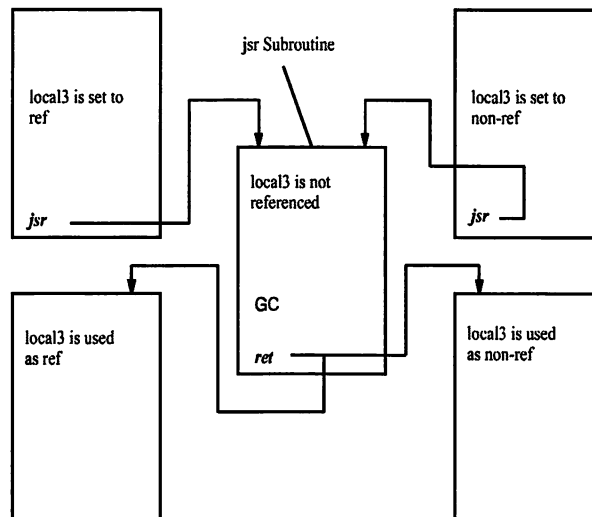 jsr Subroutine
local3 is set to
ref
jsr
local3 is not
referenced
GC
ret
local3 is set to
non-ref
jsr
local3 is used
as ref
local3 is used
as non-ref